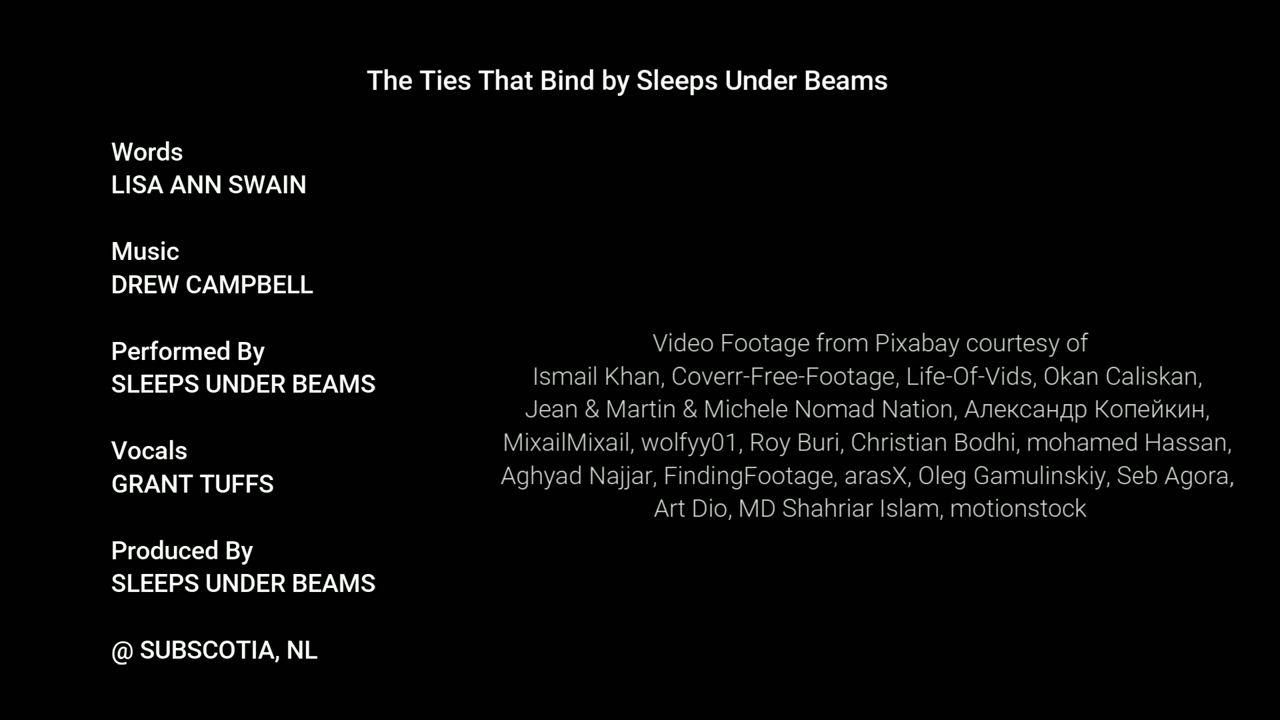 The Ties That Bind by Sleeps Under Beams
Words
LISA ANN SWAIN
Music
DREW CAMPBELL
Performed By
SLEEPS UNDER BEAMS
Vocals
GRANT TUFFS
Produced By
SLEEPS UNDER BEAMS
@ SUBSCOTIA, NL
Video Footage from Pixabay courtesy of
Ismail Khan, Coverr-Free-Footage, Life-Of-Vids, Okan Caliskan,
Jean & Martin & Michele Nomad Nation, Александр Копейкин,
MixailMixail, wolfyy01, Roy Buri, Christian Bodhi, mohamed Hassan,
Aghyad Najjar, FindingFootage, arasX, Oleg Gamulinskiy, Seb Agora,
Art Dio, MD Shahriar Islam, motionstock